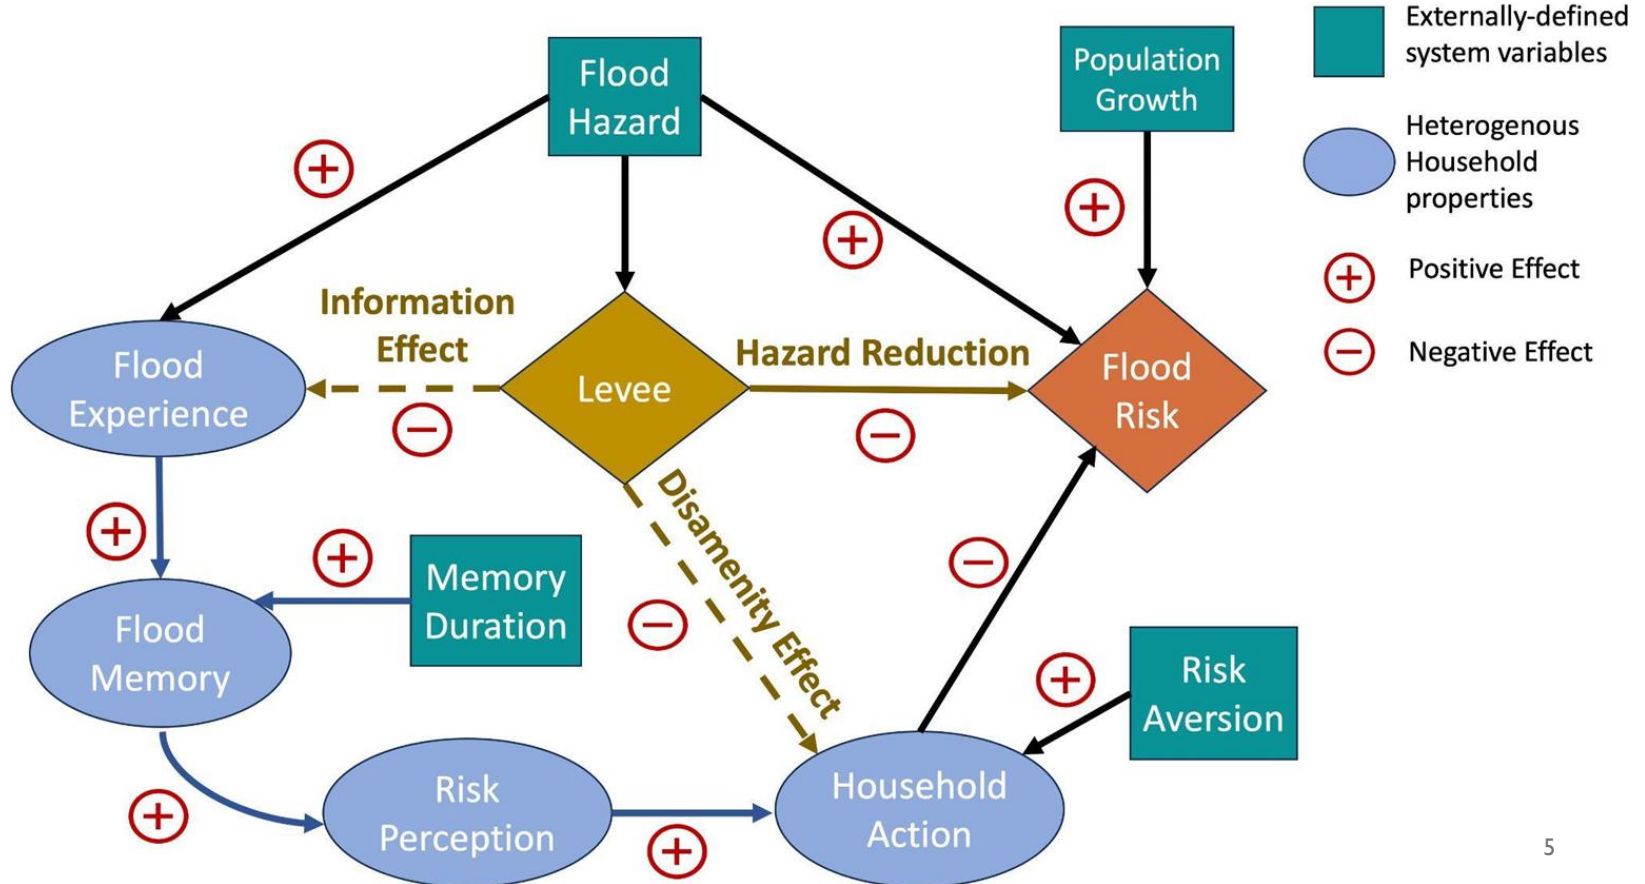 Flood
Hazard
Population
Growth
Externally-defined
system variables
Heterogenous
Household
properties
+
Positive Effect
−
Negative Effect
+
+
+
Information
Effect
−
Flood
Experience
Levee
Hazard Reduction
−
Flood
Risk
+
+
Memory
Duration
Disamenity Effect
−
−
Flood
Memory
+
Risk
Aversion
+
Risk
Perception
+
Household
Action
5